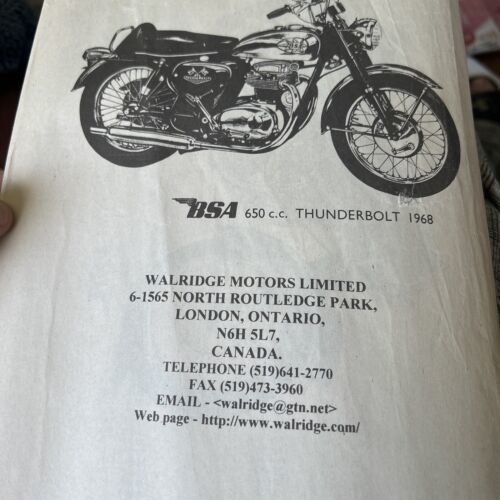 BSA 650 c.c. THUNDERBOLT 1968
WALRIDGE MOTORS LIMITED
6-1565 NORTH ROUTLEDGE PARK,
LONDON, ONTARIO,
N6H 5L7,
CANADA.
TELEPHONE (519)641-2770
FAX (519)473-3960
EMAIL - <walridge@gtn.net>
Web page - http://www.walridge.com/